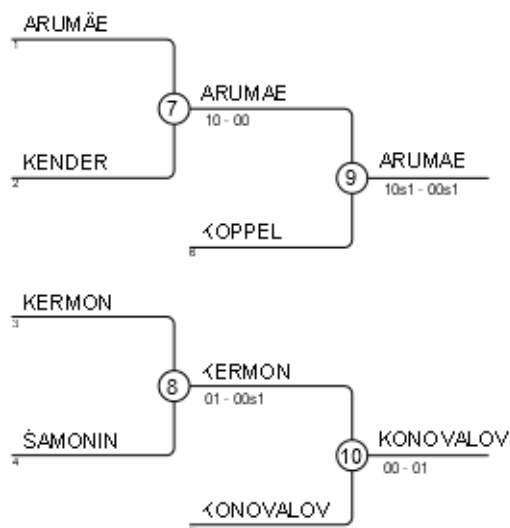 ARUMÄE
1
7
ARUMAE
10 - 00
KENDER
2
9
ARUMAE
10s1 - 00s1
KOPPEL
6
KERMON
3
8
KERMON
01 - 00s1
ŠAMONIN
4
10
KONOVALOV
00 - 01
KONOVALOV